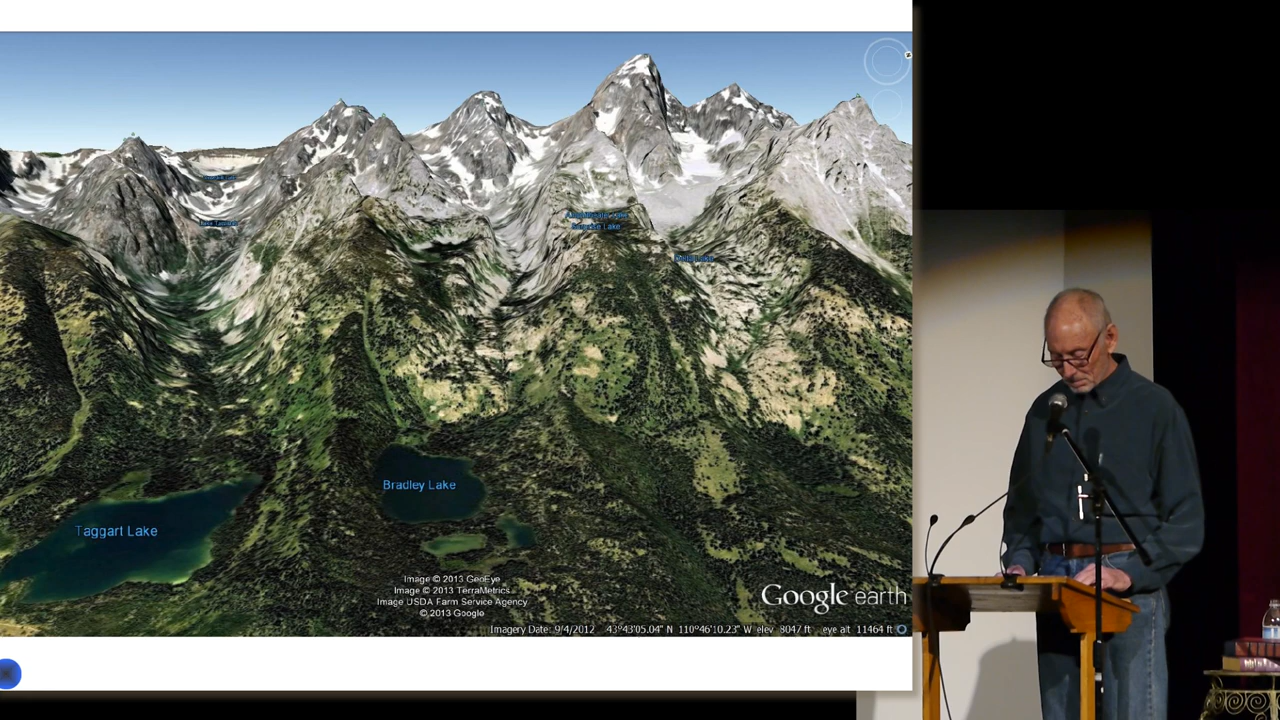 Taggart Lake
Bradley Lake
Image © 2013 GeoEye
Image © 2013 TerraMetrics
Image USDA Farm Service Agency
© 2013 Google
Google earth
Imagery Date: 9/4/2012 43°43'05.04" N 110°46'10.23" W elev 8047 ft eye alt 11464 ft